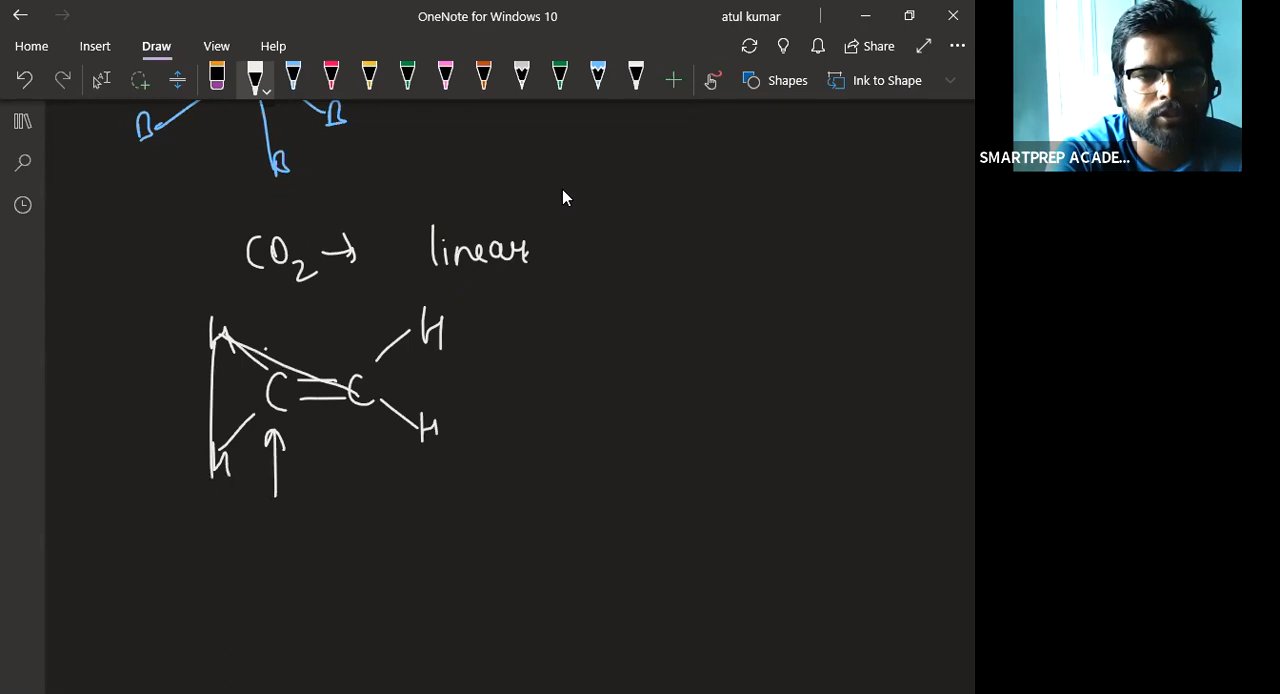 OneNote for Windows 10
atul kumar
Home Insert Draw View Help
Share
Shapes
Ink to Shape
SMARTPREP ACADE...
B B
B
CO2 → linear
H H
C = C
H H